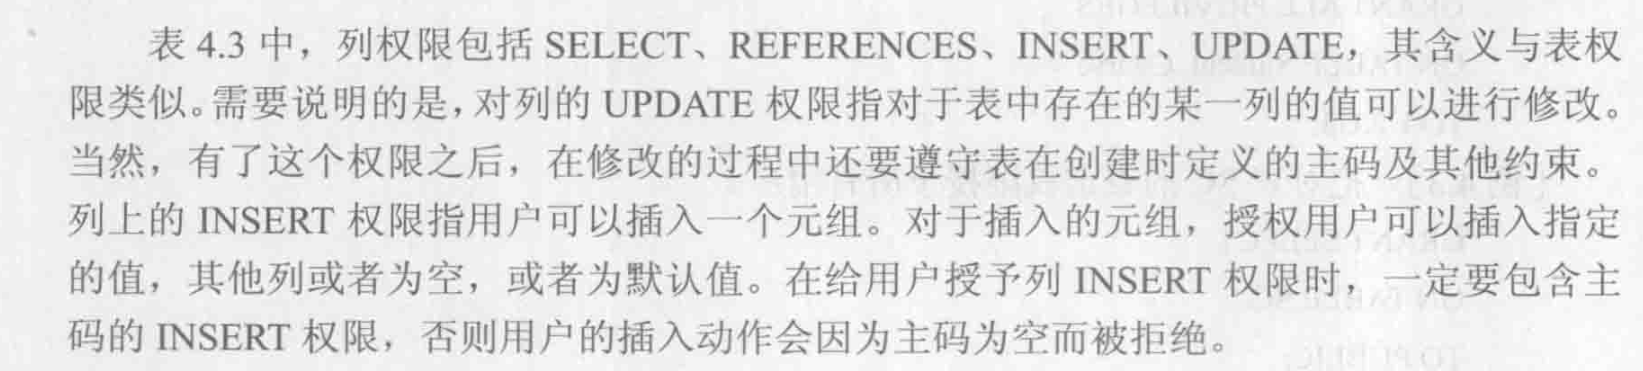 表 4.3 中，列权限包括 SELECT、REFERENCES、INSERT、UPDATE，其含义与表权
限类似。需要说明的是，对列的 UPDATE 权限指对于表中存在的某一列的值可以进行修改。
当然，有了这个权限之后，在修改的过程中还要遵守表在创建时定义的主码及其他约束。
列上的 INSERT 权限指用户可以插入一个元组。对于插入的元组，授权用户可以插入指定
的值，其他列或者为空，或者为默认值。在给用户授予列 INSERT 权限时，一定要包含主
码的 INSERT 权限，否则用户的插入动作会因为主码为空而被拒绝。